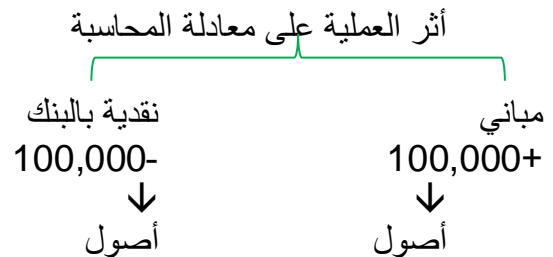 أثر العملية على معادلة المحاسبة
مباني نقدية بالبنك
100,000+ 100,000-
أصول أصول